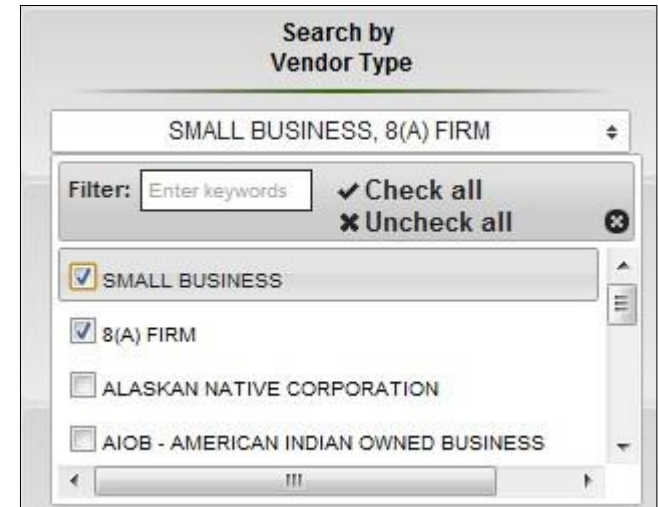 Search by
Vendor Type
SMALL BUSINESS, 8(A) FIRM
Filter: Enter keywords Check all
Uncheck all
SMALL BUSINESS
8(A) FIRM
ALASKAN NATIVE CORPORATION
AIOB - AMERICAN INDIAN OWNED BUSINESS